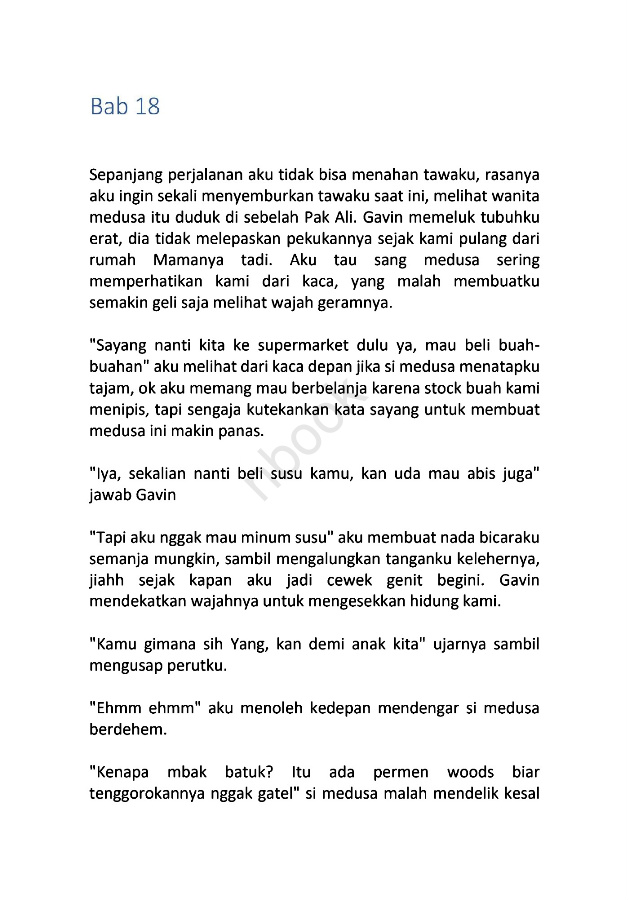 Bab 18
Sepanjang perjalanan aku tidak bisa menahan tawaku, rasanya
aku ingin sekali menyemburkan tawaku saat ini, melihat wanita
medusa itu duduk di sebelah Pak Ali. Gavin memeluk tubuhku
erat, dia tidak melepaskan pekukannya sejak kami pulang dari
rumah Mamanya tadi. Aku tau sang medusa sering
memperhatikan kami dari kaca, yang malah membuatku
semakin geli saja melihat wajah geramnya.
"Sayang nanti kita ke supermarket dulu ya, mau beli buah-
buahan" aku melihat dari kaca depan jika si medusa menatapku
tajam, ok aku memang mau berbelanja karena stock buah kami
menipis, tapi sengaja kutekankan kata sayang untuk membuat
medusa ini makin panas.
"Iya, sekalian nanti beli susu kamu, kan uda mau abis juga"
jawab Gavin
"Tapi aku nggak mau minum susu" aku membuat nada bicaraku
semanja mungkin, sambil mengalungkan tanganku kelehernya,
jiahh sejak kapan aku jadi cewek genit begini. Gavin
mendekatkan wajahnya untuk mengesekkan hidung kami.
"Kamu gimana sih Yang, kan demi anak kita" ujarnya sambil
mengusap perutku.
"Ehmm ehmm" aku menoleh kedepan mendengar si medusa
berdehem.
"Kenapa mbak batuk? Itu ada permen woods biar
tenggorokannya nggak gatel" si medusa malah mendelik kesal
nbook